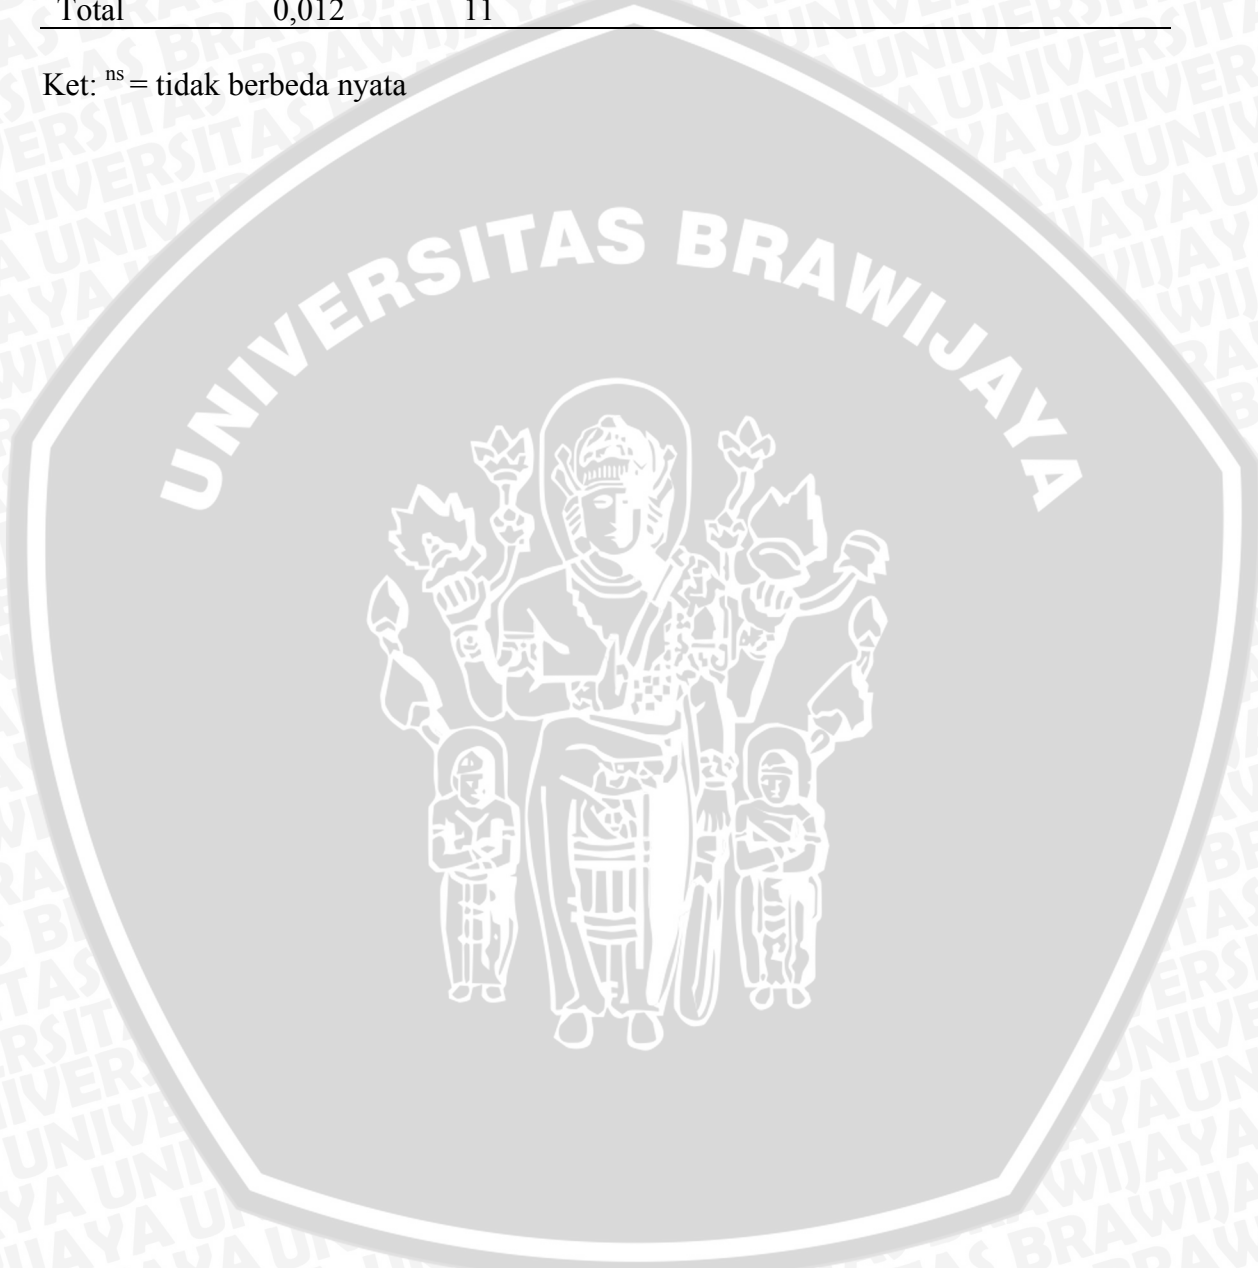 Total 0,012 11
Ket: ns = tidak berbeda nyata
UNIVERSITAS BRAWIJAYA